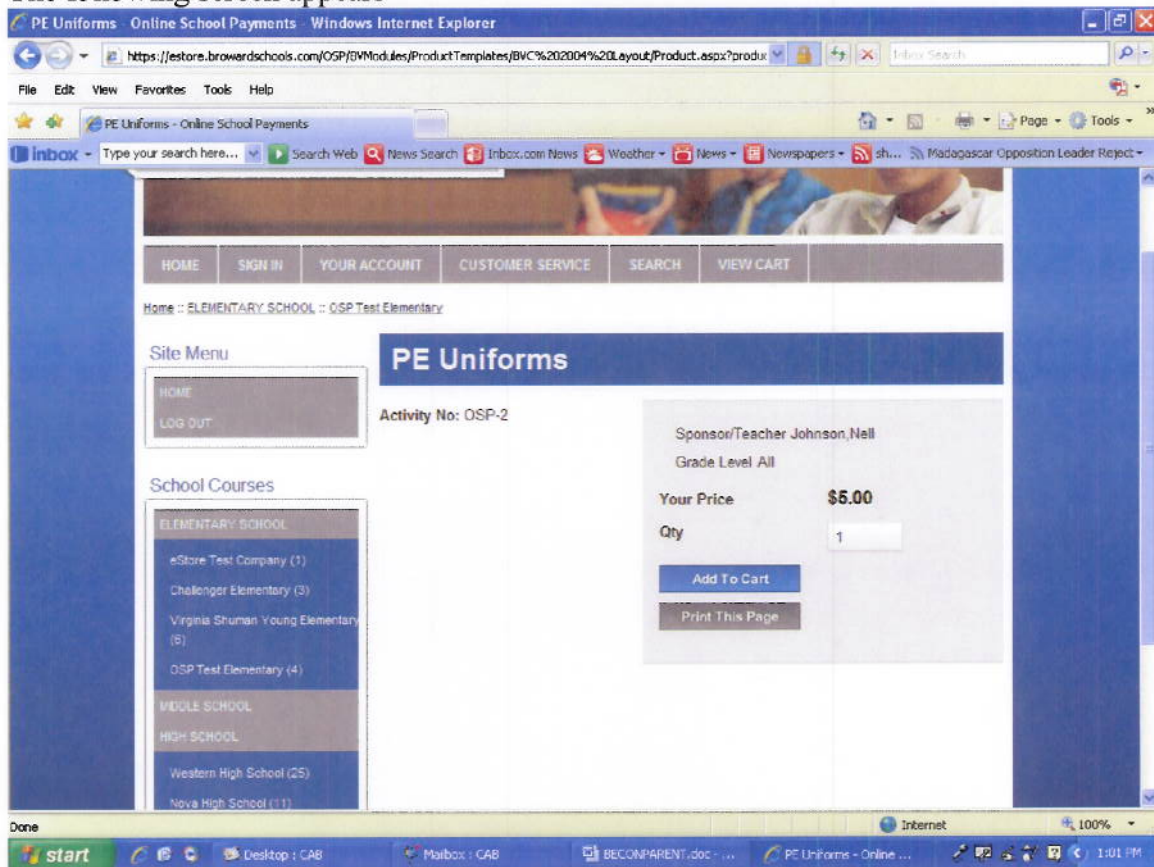 The following screen appears
PE Uniforms - Online School Payments - Windows Internet Explorer
https://estore.browardschools.com/OSP/BVModules/ProductTemplates/BVC%202004%20Layout/Product.aspx?produ
Inbox Search
File Edit View Favorites Tools Help
PE Uniforms - Online School Payments
Page Tools
inbox Type your search here... Search Web News Search Inbox.com News Weather News Newspapers sh... Madagascar Opposition Leader Reject
HOME SIGN IN YOUR ACCOUNT CUSTOMER SERVICE SEARCH VIEW CART
Home :: ELEMENTARY SCHOOL :: OSP Test Elementary
Site Menu
HOME
LOG OUT
School Courses
ELEMENTARY SCHOOL
eStore Test Company (1)
Challenger Elementary (3)
Virginia Shuman Young Elementary
(6)
OSP Test Elementary (4)
MIDDLE SCHOOL
HIGH SCHOOL
Western High School (25)
Nova High School (11)
PE Uniforms
Activity No: OSP-2
Sponsor/Teacher Johnson,Nell
Grade Level All
Your Price $5.00
Qty 1
Add To Cart
Print This Page
Done Internet 100%
start Desktop : CAB Mailbox : CAB BECONPARENT.doc - ... PE Uniforms - Online ... 1:01 PM